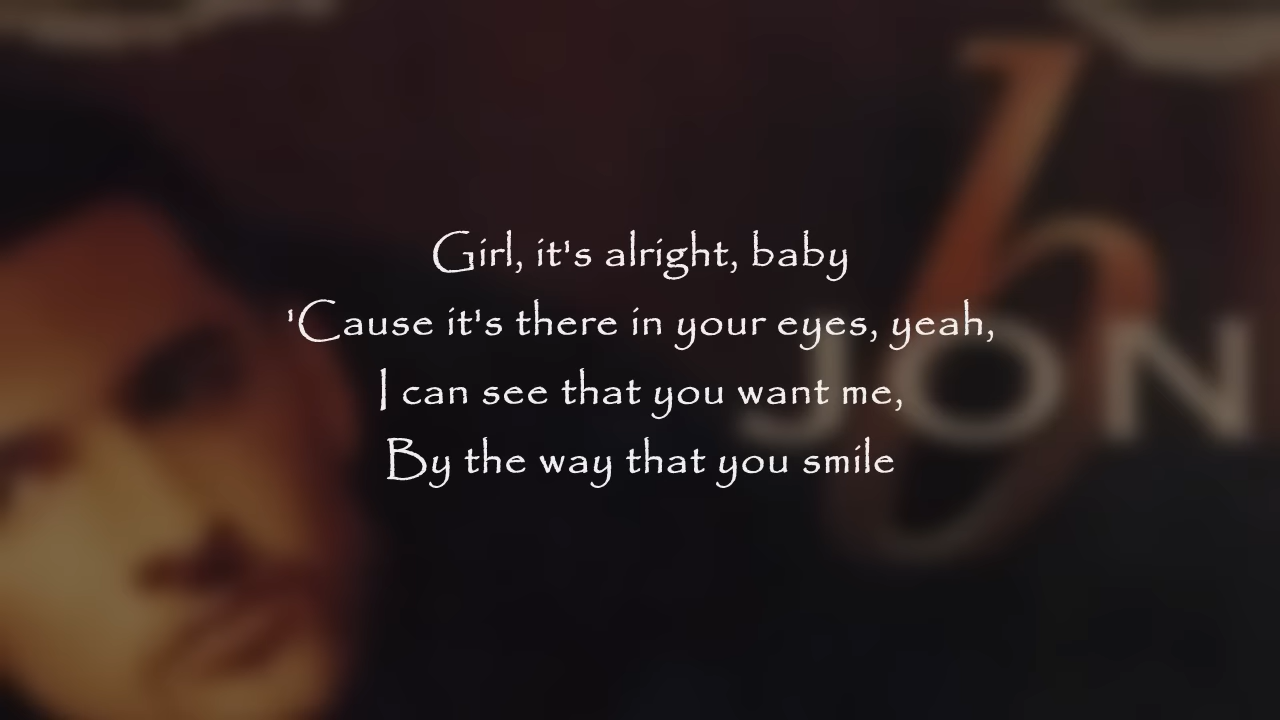 Girl, it's alright, baby
'Cause it's there in your eyes, yeah,
I can see that you want me,
By the way that you smile
b
JON